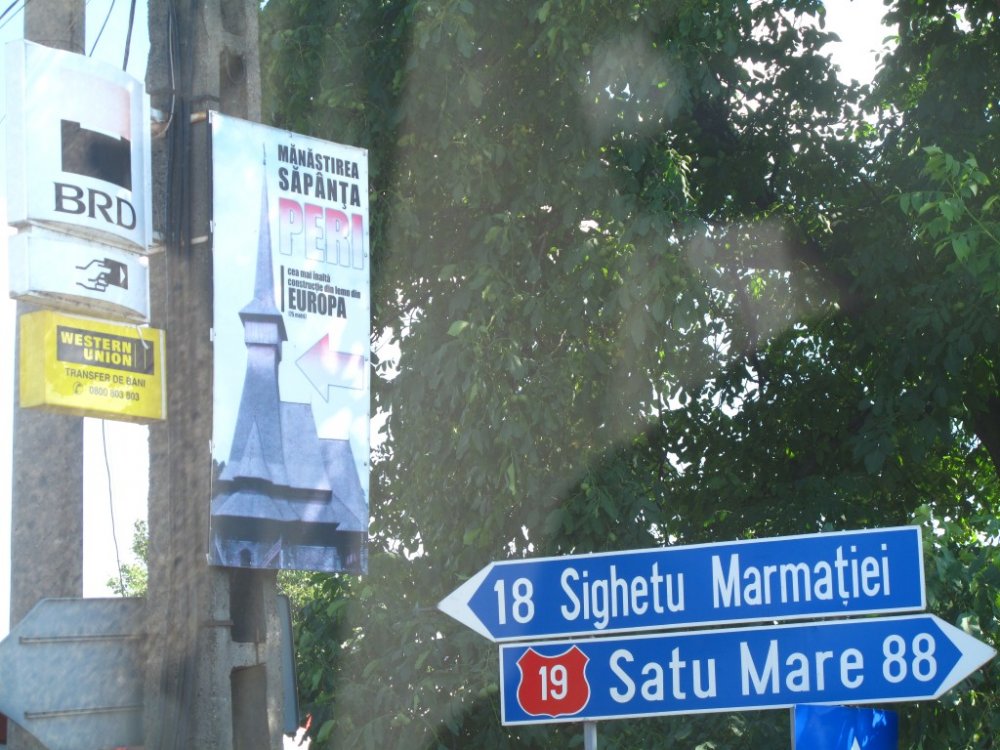 BRD
WESTERN
UNION
TRANSFER DE BANI
0800 803 803
MĂNĂSTIREA
SĂPÂNȚA
PERI
cea mai înaltă
construcție din lemn din
EUROPA
18 Sighetu Marmației
19 Satu Mare 88